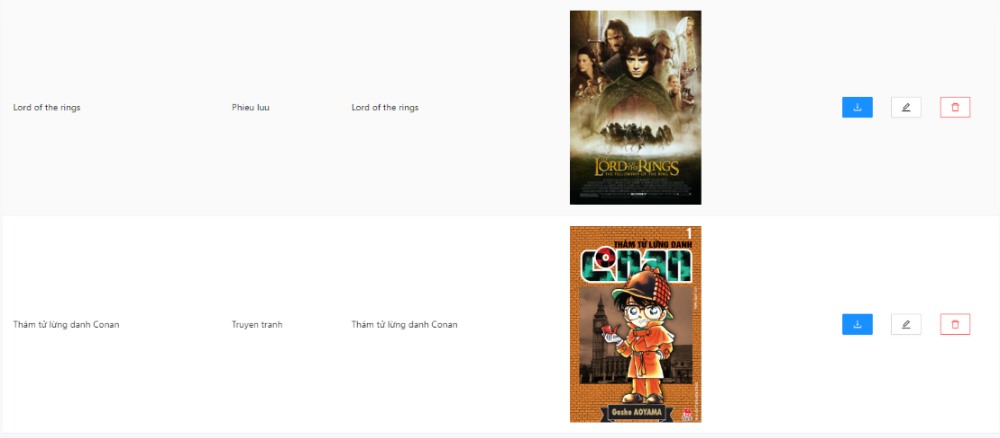 Lord of the rings
Phieu luu
Lord of the rings
THE
LORD OF THE RINGS
THE FELLOWSHIP OF THE RING
Thám tử lừng danh Conan
Truyen tranh
Thám tử lừng danh Conan
1
THÁM TỬ LỪNG DANH
Conan
Gosho AOYAMA